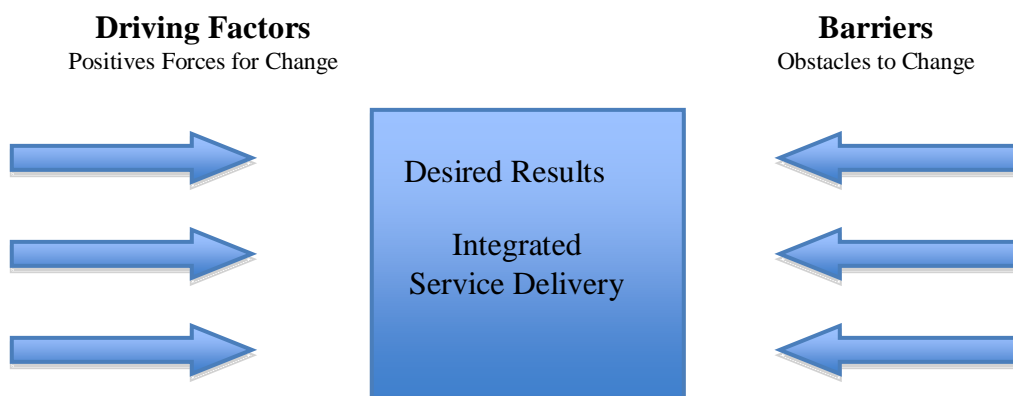 Driving Factors
Positives Forces for Change
Barriers
Obstacles to Change
Desired Results
Integrated
Service Delivery